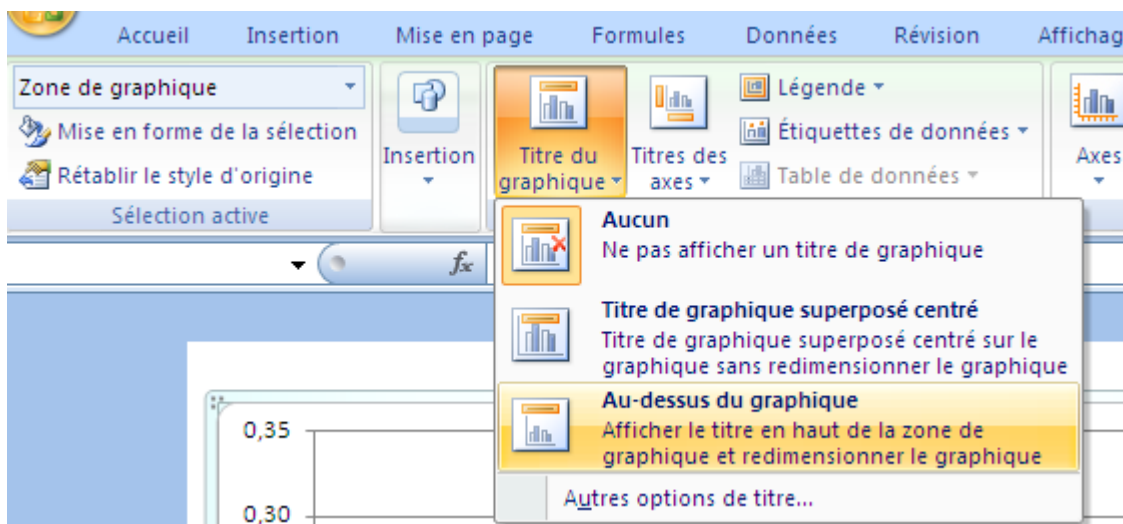 Accueil Insertion Mise en page Formules Données Révision Affichag
Zone de graphique
Mise en forme de la sélection
Rétablir le style d'origine
Sélection active
Insertion
Titre du
graphique
Titres des
axes
Légende
Étiquettes de données
Table de données
Axes
fx
Aucun
Ne pas afficher un titre de graphique
Titre de graphique superposé centré
Titre de graphique superposé centré sur le
graphique sans redimensionner le graphique
Au-dessus du graphique
Afficher le titre en haut de la zone de
graphique et redimensionner le graphique
Autres options de titre...
0,35
0,30